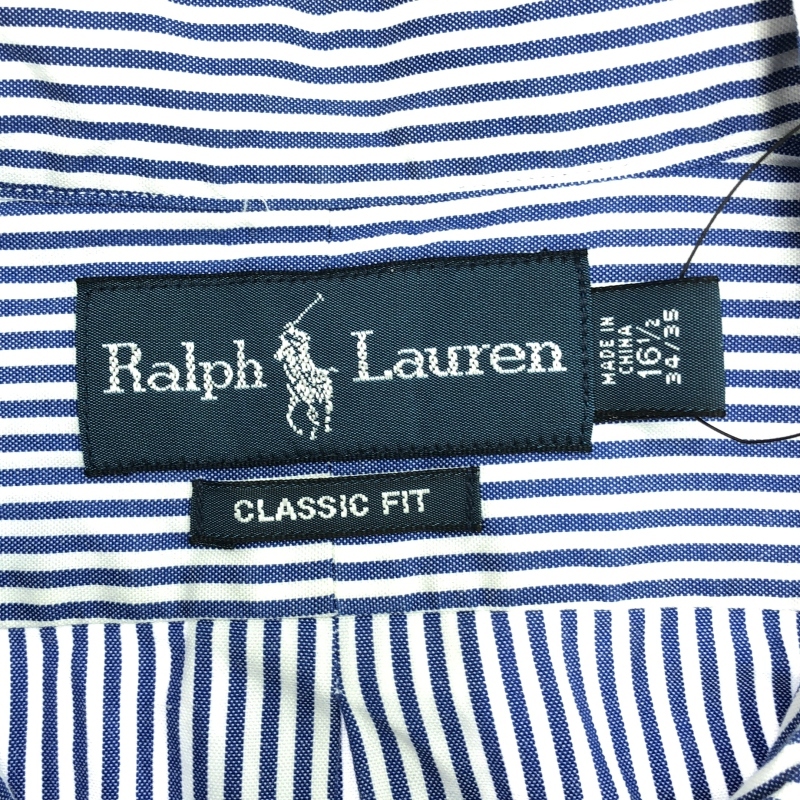 Ralph Lauren
MADE IN
CHINA
16½
34/35
CLASSIC FIT